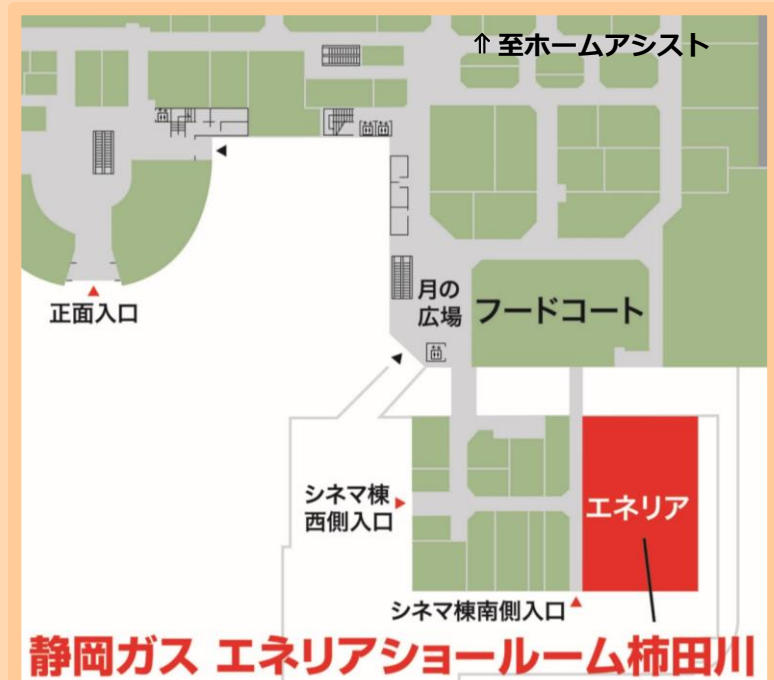 ⇑ 至ホームアシスト
正面入口
月の
広場
フードコート
シネマ棟
西側入口
エネリア
シネマ棟南側入口
静岡ガス エネリアショールーム柿田川